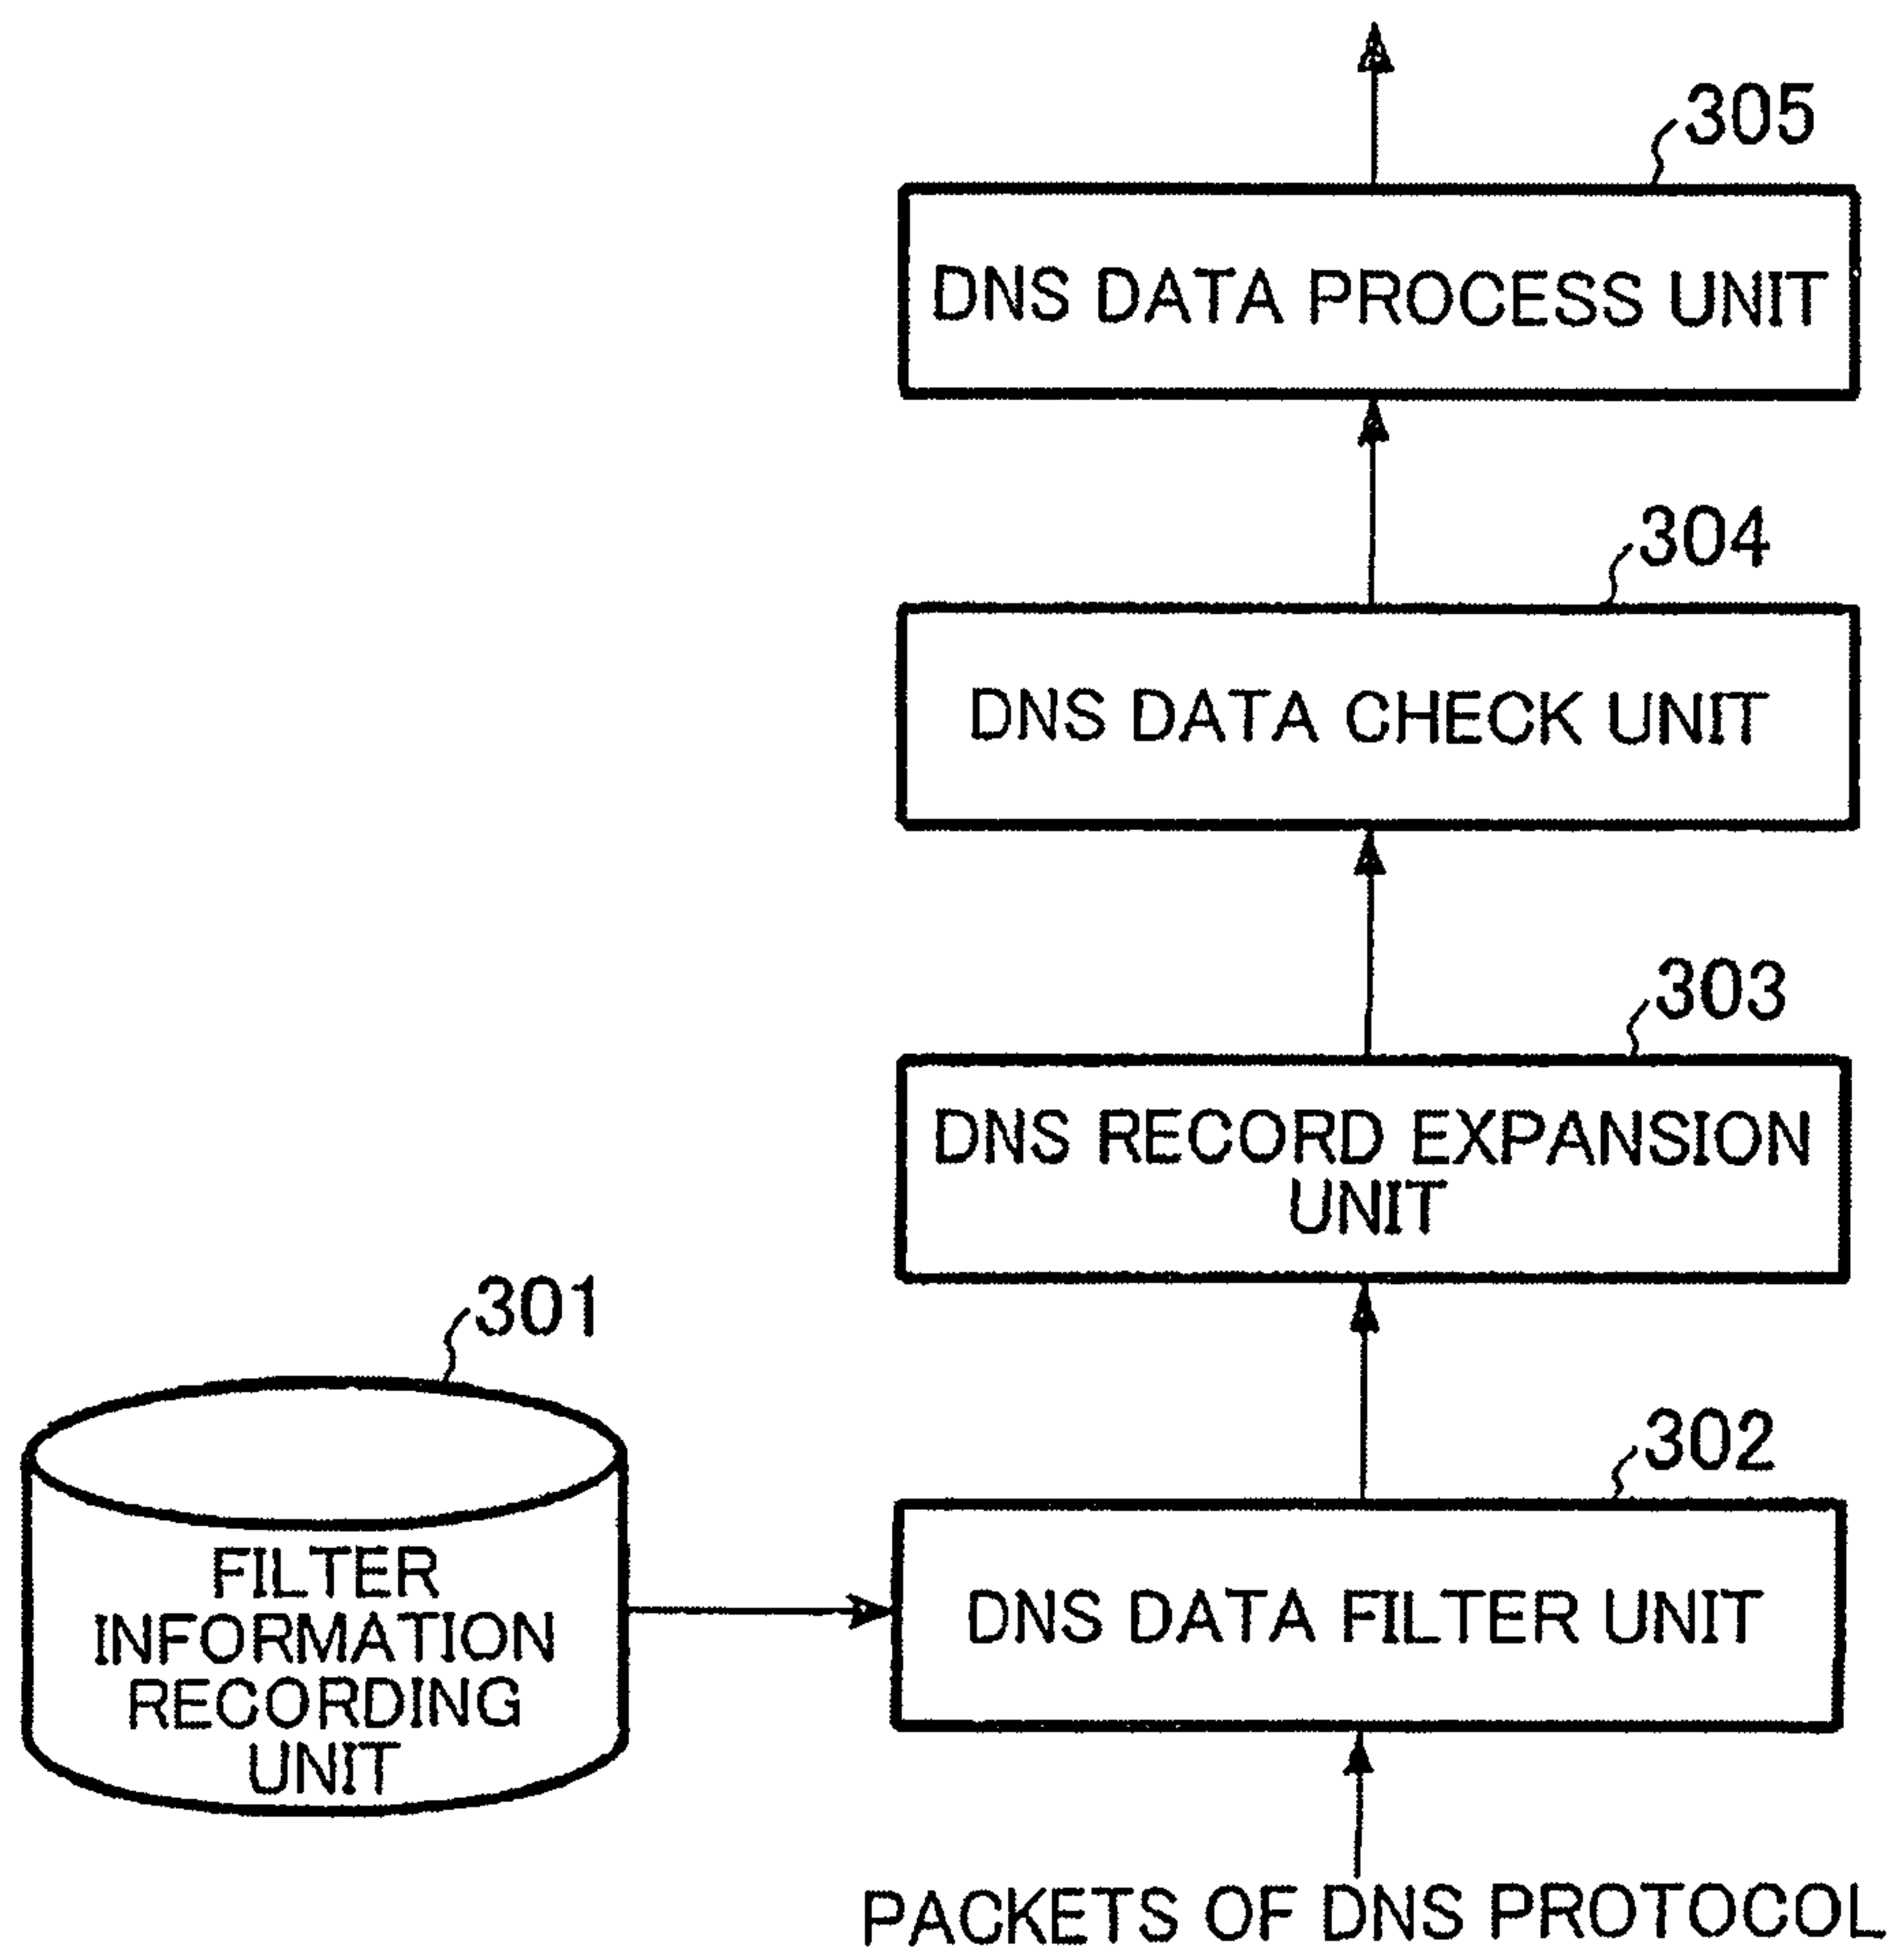 305
DNS DATA PROCESS UNIT
304
DNS DATA CHECK UNIT
303
DNS RECORD EXPANSION
UNIT
301
FILTER
INFORMATION
RECORDING
UNIT
302
DNS DATA FILTER UNIT
PACKETS OF DNS PROTOCOL